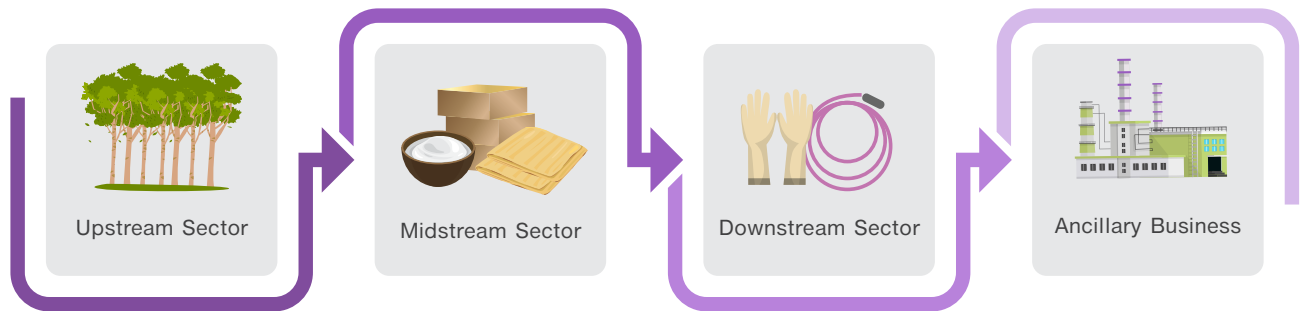 Upstream Sector
Midstream Sector
Downstream Sector
Ancillary Business